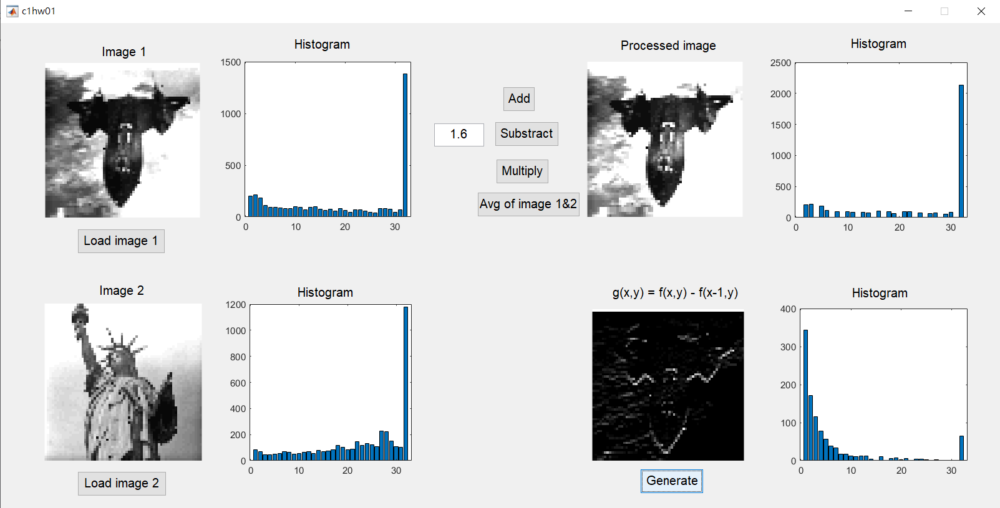 c1hw01
Image 1
Histogram
1500
1000
500
0
0 10 20 30
Load image 1
Add
1.6
Substract
Multiply
Avg of image 1&2
Processed image
Histogram
2500
2000
1500
1000
500
0
0 10 20 30
Image 2
Histogram
1200
1000
800
600
400
200
0
0 10 20 30
Load image 2
g(x,y) = f(x,y) - f(x-1,y)
Generate
Histogram
400
300
200
100
0
0 10 20 30